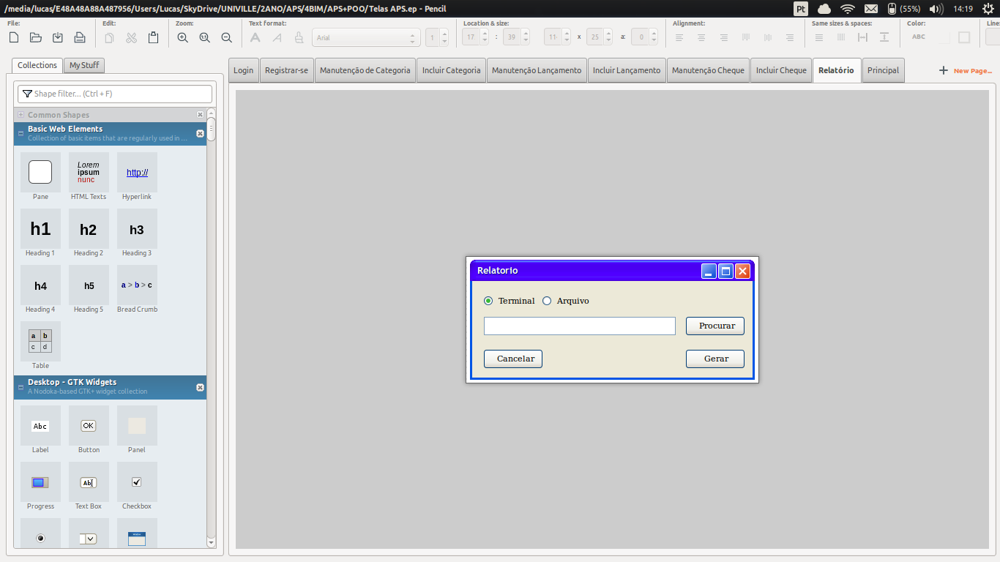 /media/lucas/E48A48A88A487956/Users/Lucas/SkyDrive/UNIVILLE/2ANO/APS/4BIM/APS+POO/Telas APS.ep - Pencil
Pt (55%) 14:19
File: Edit: Zoom: Text format: Location & size: Alignment: Same sizes & spaces: Color: Line:
Arial 1 17 : 39 11 x 25 a: 0 ABC
Collections My Stuff
Login Registrar-se Manutenção de Categoria Incluir Categoria Manutenção Lançamento Incluir Lançamento Manutenção Cheque Incluir Cheque Relatório Principal New Page...
Shape filter... (Ctrl + F)
Common Shapes
Basic Web Elements
Collection of basic items that are regularly used in ...
Lorem
ipsum
nunc
http://
Pane HTML Texts Hyperlink
h1 h2 h3
Heading 1 Heading 2 Heading 3
h4 h5 a > b > c
Heading 4 Heading 5 Bread Crumb
a b
c d
Table
Desktop - GTK Widgets
A Nodoka-based GTK+ widget collection
Abc OK
Label Button Panel
Ab
Progress Text Box Checkbox
Relatorio
Terminal Arquivo
Procurar
Cancelar Gerar